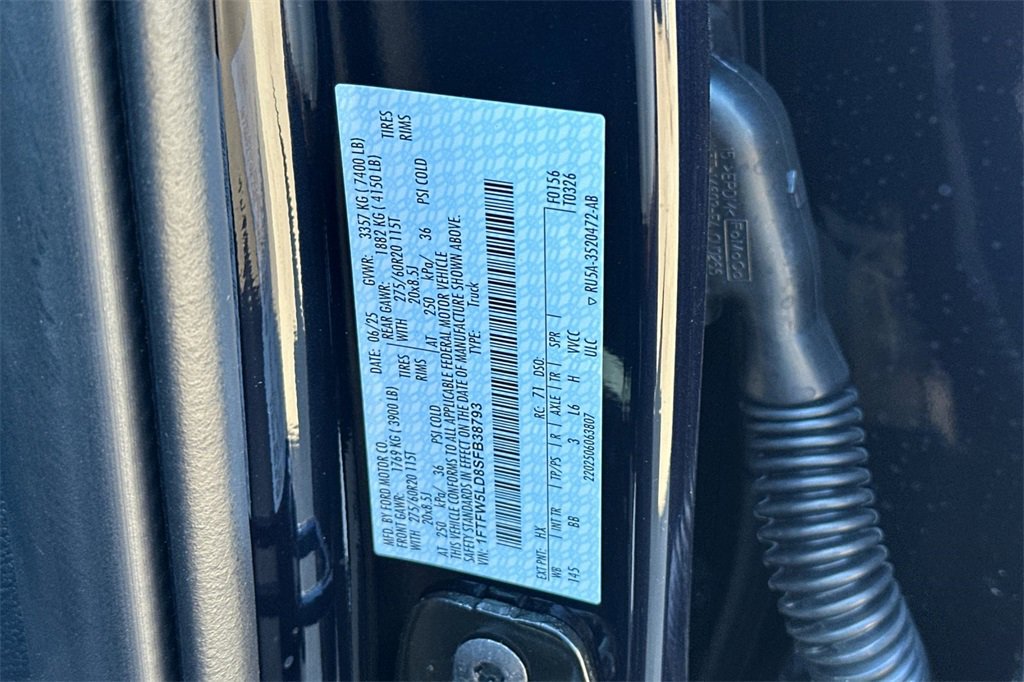 MFD. BY FORD MOTOR CO. DATE: 06/25 GVWR: 3357 KG ( 7400 LB)
FRONT GAWR: 1769 KG ( 3900 LB) REAR GAWR: 1882 KG ( 4150 LB)
WITH 275/60R20 115T TIRES WITH 275/60R20 115T TIRES
20x8.5J RIMS 20x8.5J RIMS
AT 250 kPa/ 36 PSI COLD AT 250 kPa/ 36 PSI COLD
THIS VEHICLE CONFORMS TO ALL APPLICABLE FEDERAL MOTOR VEHICLE
SAFETY STANDARDS IN EFFECT ON THE DATE OF MANUFACTURE SHOWN ABOVE.
VIN: 1FTFW5LD8SFB38793 TYPE: Truck
EXT PNT: HX RC: 71 DSO: F0156
WB INT TR TP/PS R AXLE TR SPR T0326
145 BB 3 L6 H VVCC
ULC
2202506063807 RU5A-3520472-AB
FoMoCo